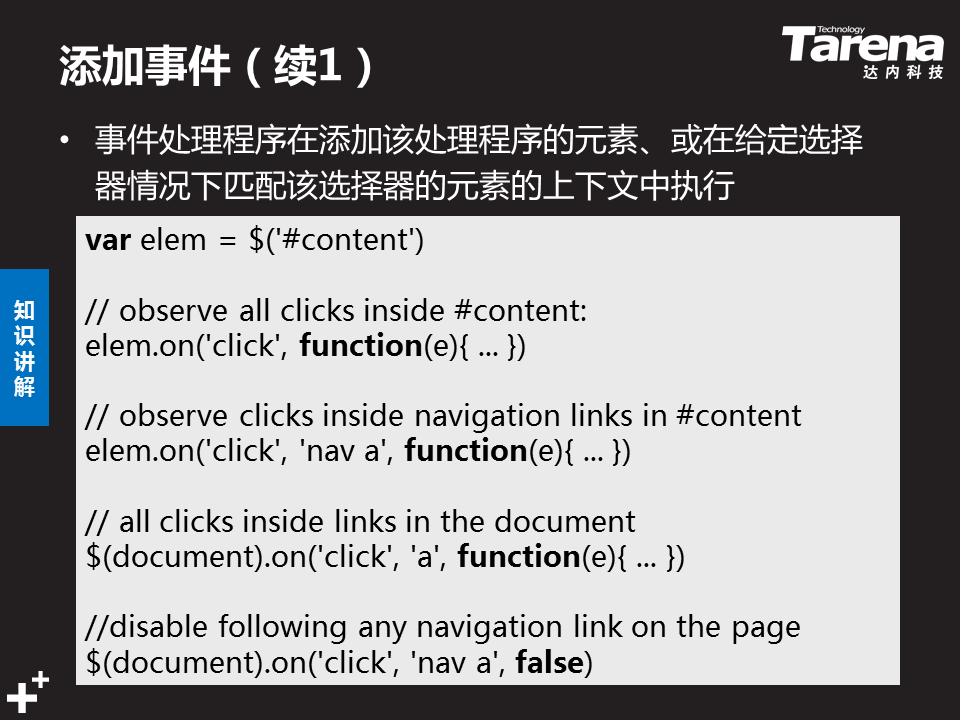 添加事件（续1）
Technology
Tarena
达内科技
• 事件处理程序在添加该处理程序的元素、或在给定选择
器情况下匹配该选择器的元素的上下文中执行
知识讲解
var elem = $('#content')
// observe all clicks inside #content:
elem.on('click', function(e){ ... })
// observe clicks inside navigation links in #content
elem.on('click', 'nav a', function(e){ ... })
// all clicks inside links in the document
$(document).on('click', 'a', function(e){ ... })
//disable following any navigation link on the page
$(document).on('click', 'nav a', false)